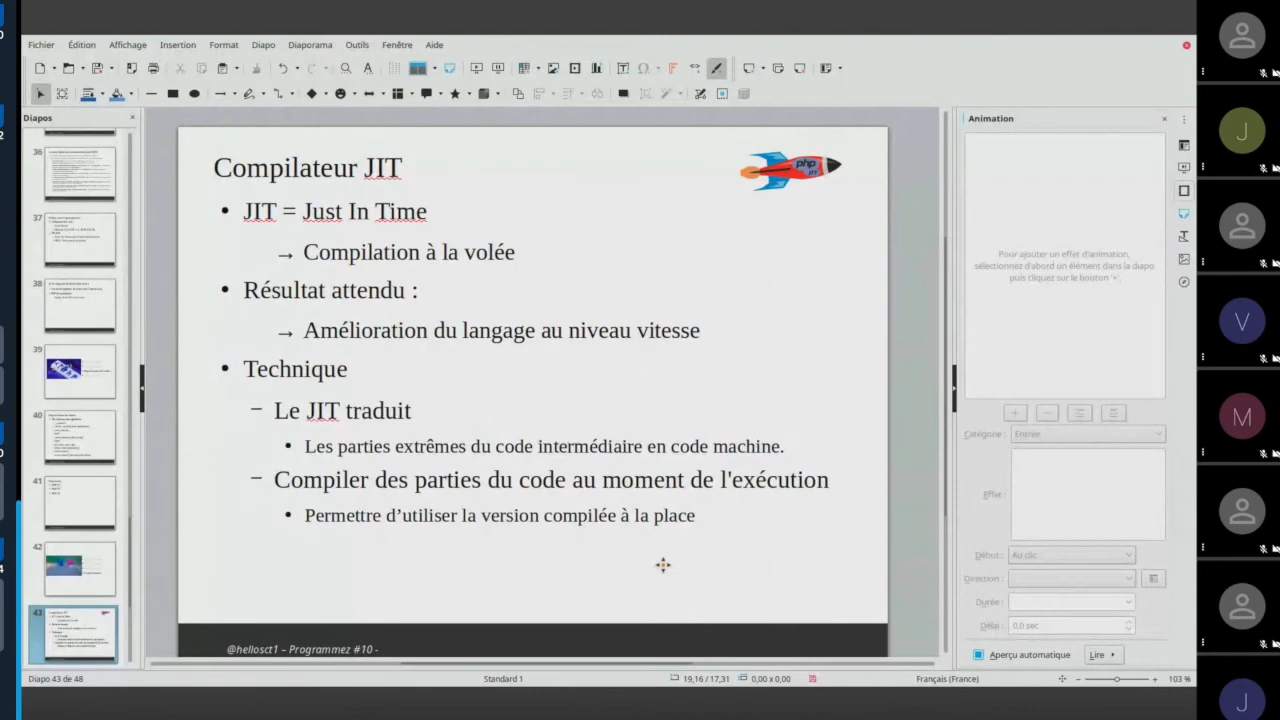 Fichier Édition Affichage Insertion Format Diapo Diaporama Outils Fenêtre Aide
Diapos
36
37
38
39
40
41
42
43
Compilateur JIT
php
JIT
• JIT = Just In Time
→ Compilation à la volée
• Résultat attendu :
→ Amélioration du langage au niveau vitesse
• Technique
– Le JIT traduit
• Les parties extrêmes du code intermédiaire en code machine.
– Compiler des parties du code au moment de l'exécution
• Permettre d’utiliser la version compilée à la place
@hellosct1 – Programmez #10 -
Animation
Pour ajouter un effet d'animation,
sélectionnez d'abord un élément dans la diapo
puis cliquez sur le bouton '+'.
Catégorie : Entrée
Effet :
Début : Au clic
Direction :
Durée :
Délai : 0,0 sec
Aperçu automatique Lire
Diapo 43 de 48 Standard 1 19,16 / 17,31 0,00 x 0,00 Français (France) 103 %
J
V
M
J